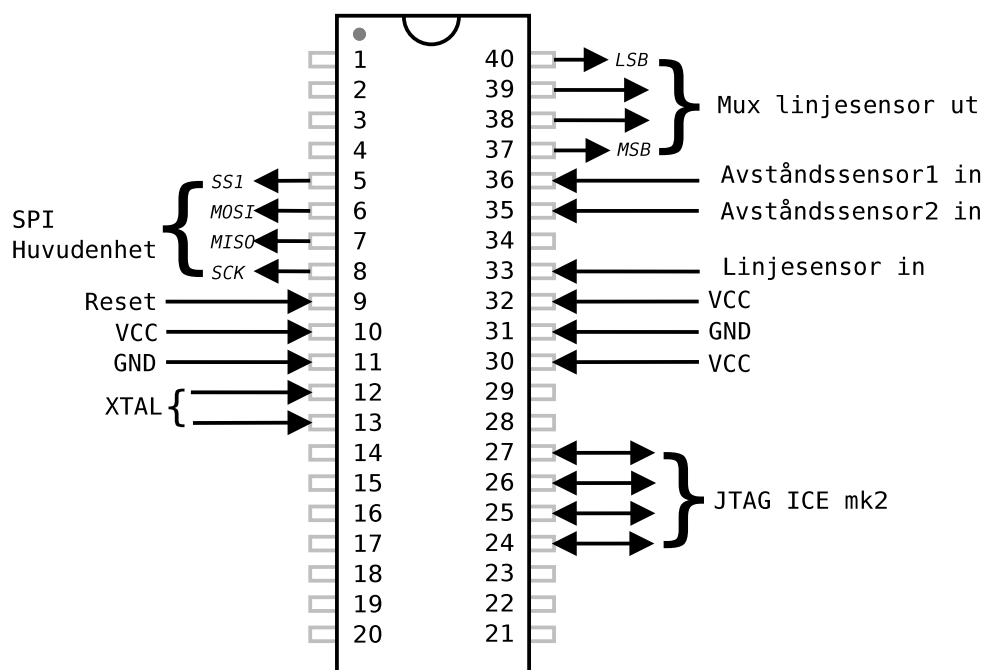 1 40 LSB
2 39
3 38
4 37 MSB
Mux linjesensor ut
SS1 5 36 Avståndssensor1 in
MOSI 6 35 Avståndssensor2 in
MISO 7 34
SCK 8 33 Linjesensor in
SPI
Huvudenhet
Reset 9 32 VCC
VCC 10 31 GND
GND 11 30 VCC
XTAL
12 29
13 28
14 27
15 26
16 25
17 24
JTAG ICE mk2
18 23
19 22
20 21